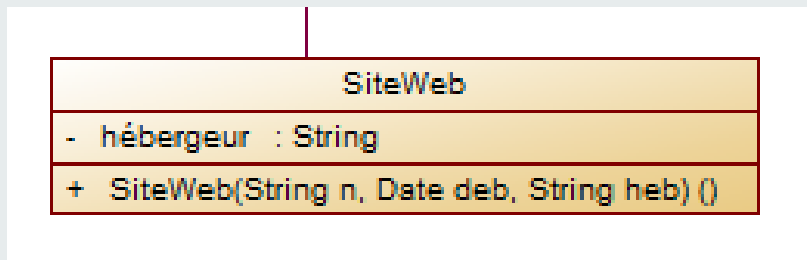 SiteWeb
- hébergeur : String
+ SiteWeb(String n, Date deb, String heb) ()